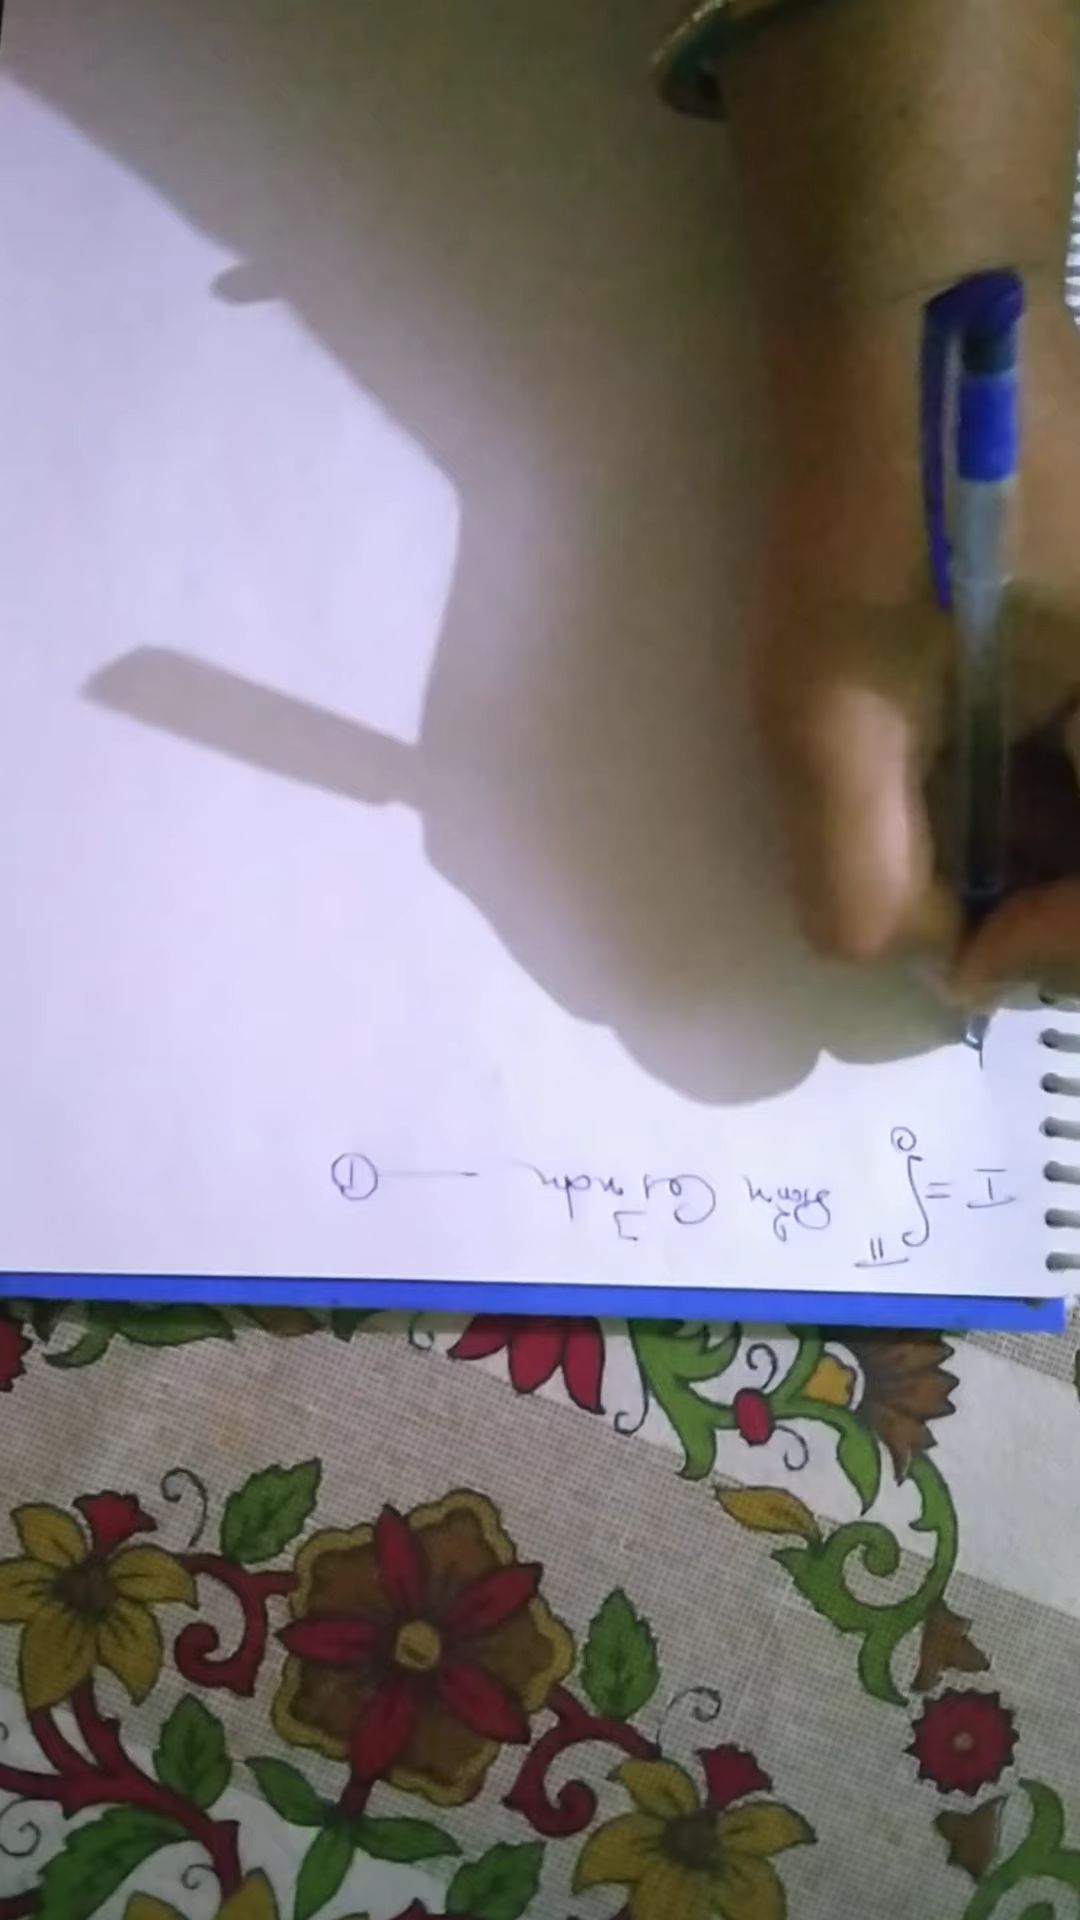 I = ∫₀^π Sin²x Cos³x dx — ①